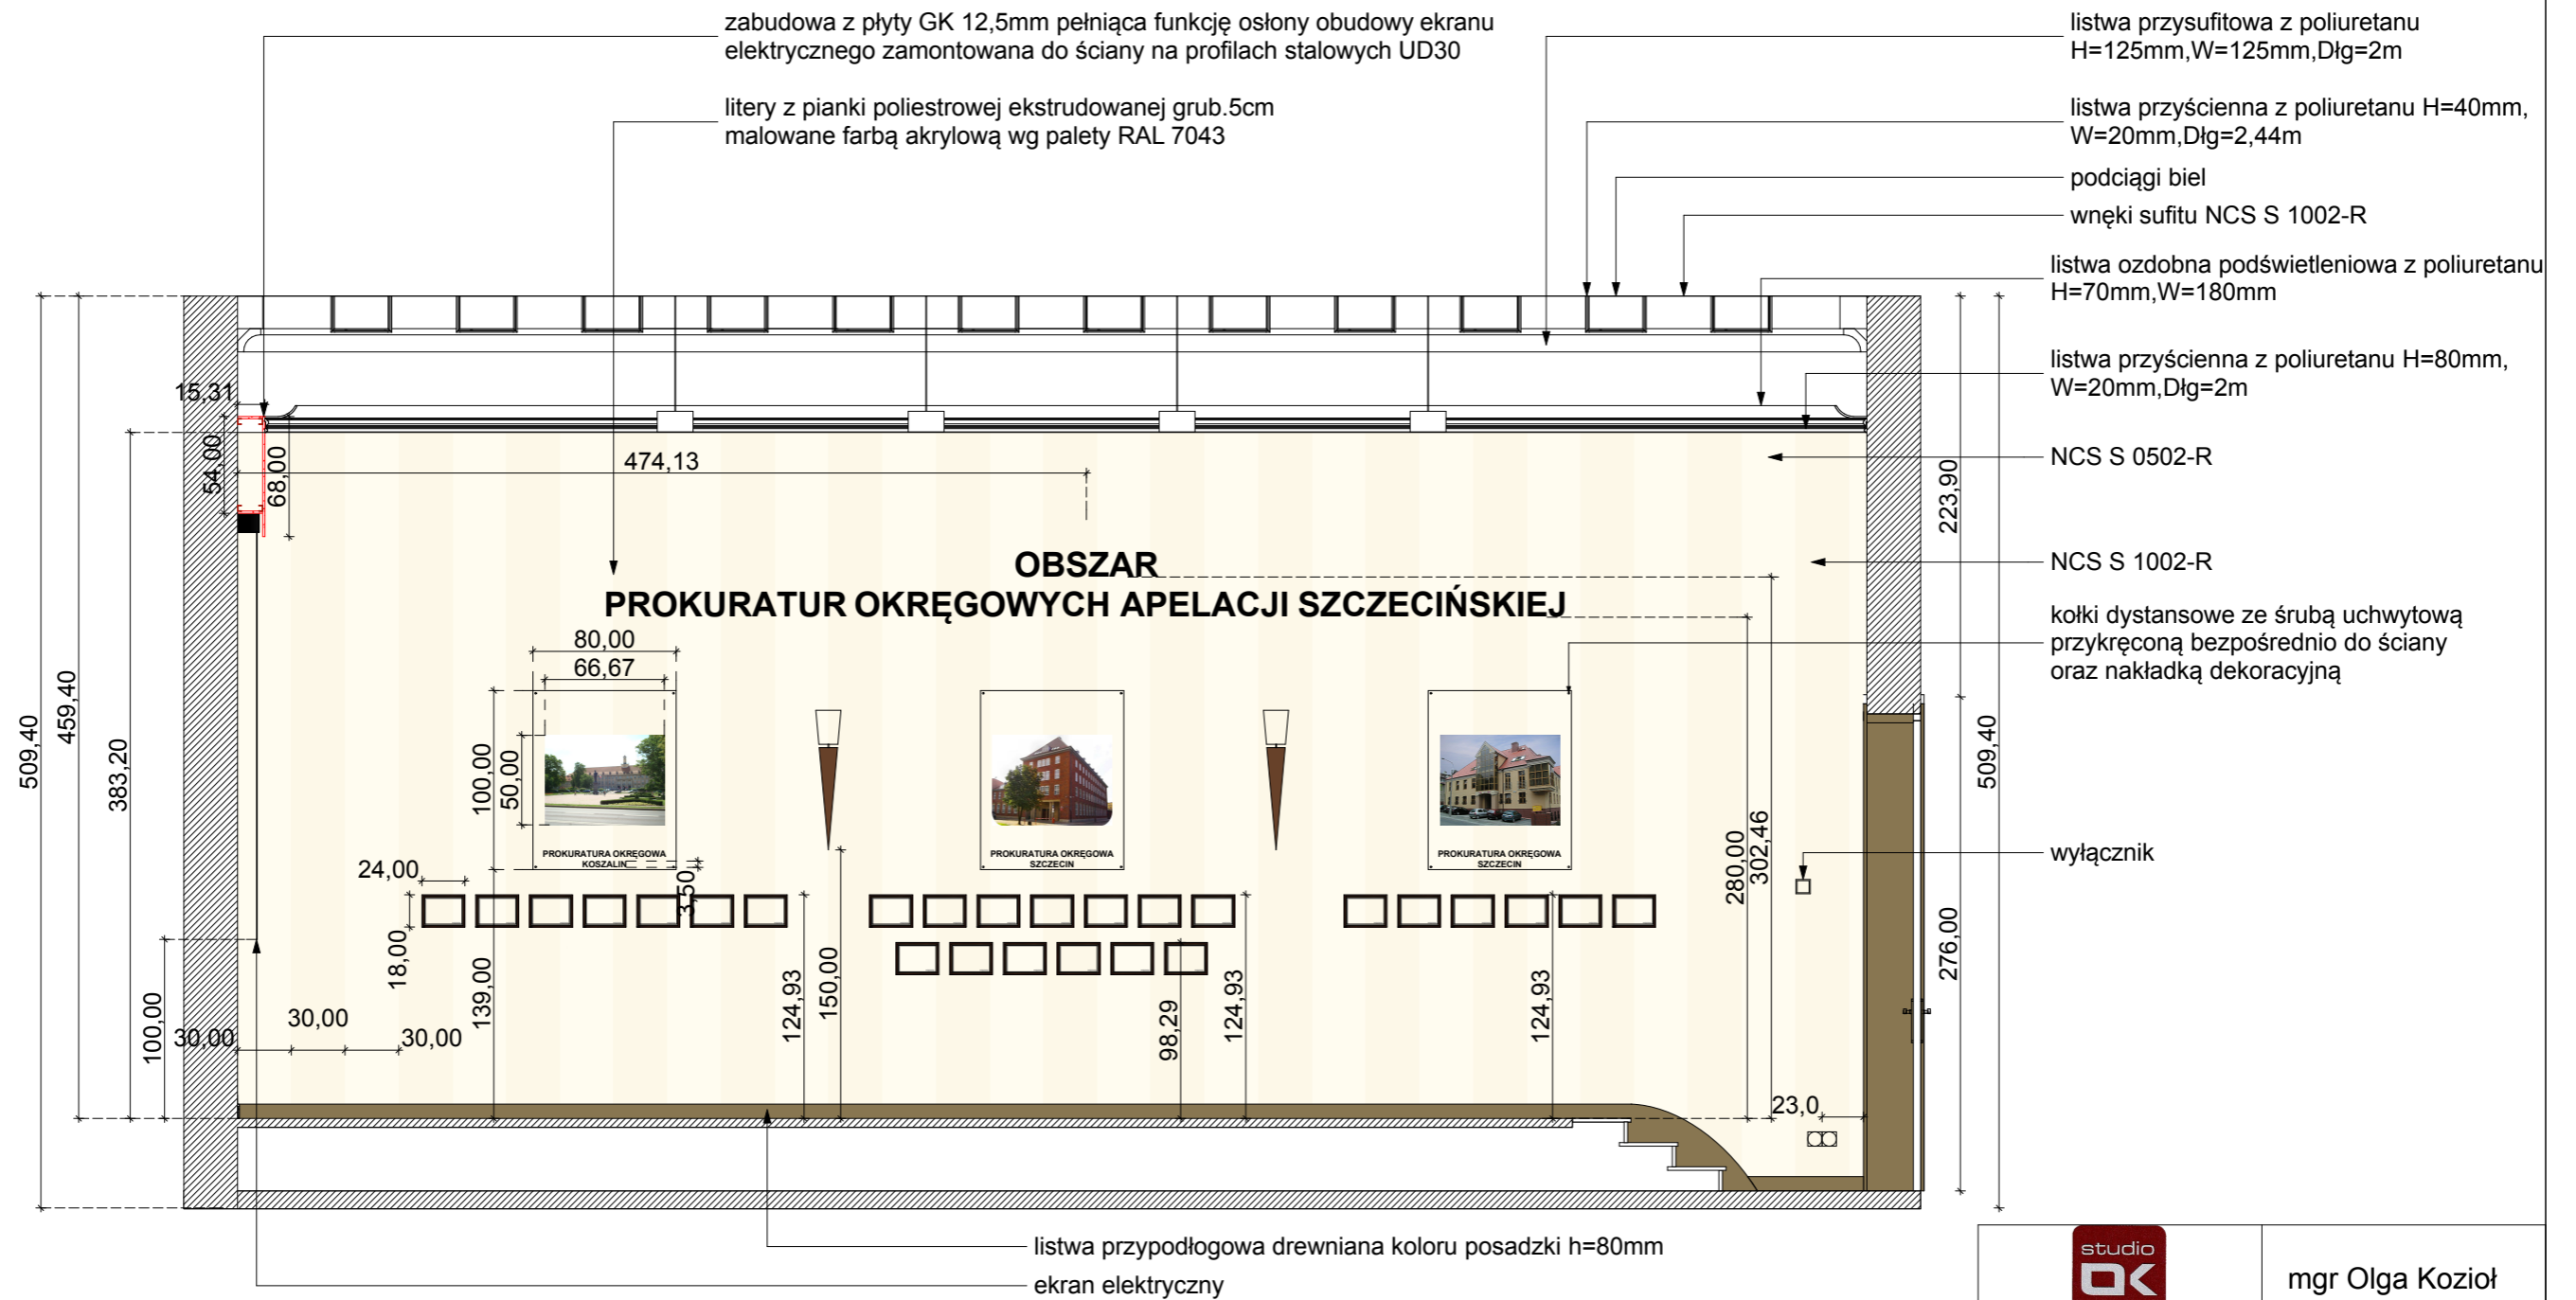 zabudowa z płyty GK 12,5mm pełniąca funkcję osłony obudowy ekranu
elektrycznego zamontowana do ściany na profilach stalowych UD30
litery z pianki poliestrowej ekstrudowanej grub.5cm
malowane farbą akrylową wg palety RAL 7043
listwa przysufitowa z poliuretanu
H=125mm,W=125mm,Dłg=2m
listwa przyścienna z poliuretanu H=40mm,
W=20mm,Dłg=2,44m
podciągi biel
wnęki sufitu NCS S 1002-R
listwa ozdobna podświetleniowa z poliuretanu
H=70mm,W=180mm
listwa przyścienna z poliuretanu H=80mm,
W=20mm,Dłg=2m
NCS S 0502-R
NCS S 1002-R
kołki dystansowe ze śrubą uchwytową
przykręconą bezpośrednio do ściany
oraz nakładką dekoracyjną
wyłącznik
15,31
54,00
68,00
474,13
223,90
509,40
459,40
383,20
OBSZAR
PROKURATUR OKRĘGOWYCH APELACJI SZCZECIŃSKIEJ
80,00
66,67
100,00
50,00
PROKURATURA OKRĘGOWA
KOSZALIN
PROKURATURA OKRĘGOWA
SZCZECIN
PROKURATURA OKRĘGOWA
SZCZECIN
24,00
18,00
3,50
139,00
124,93
150,00
98,29
124,93
124,93
280,00
302,46
276,00
509,40
100,00
30,00
30,00
30,00
23,0
listwa przypodłogowa drewniana koloru posadzki h=80mm
ekran elektryczny
studio
OK
mgr Olga Kozioł